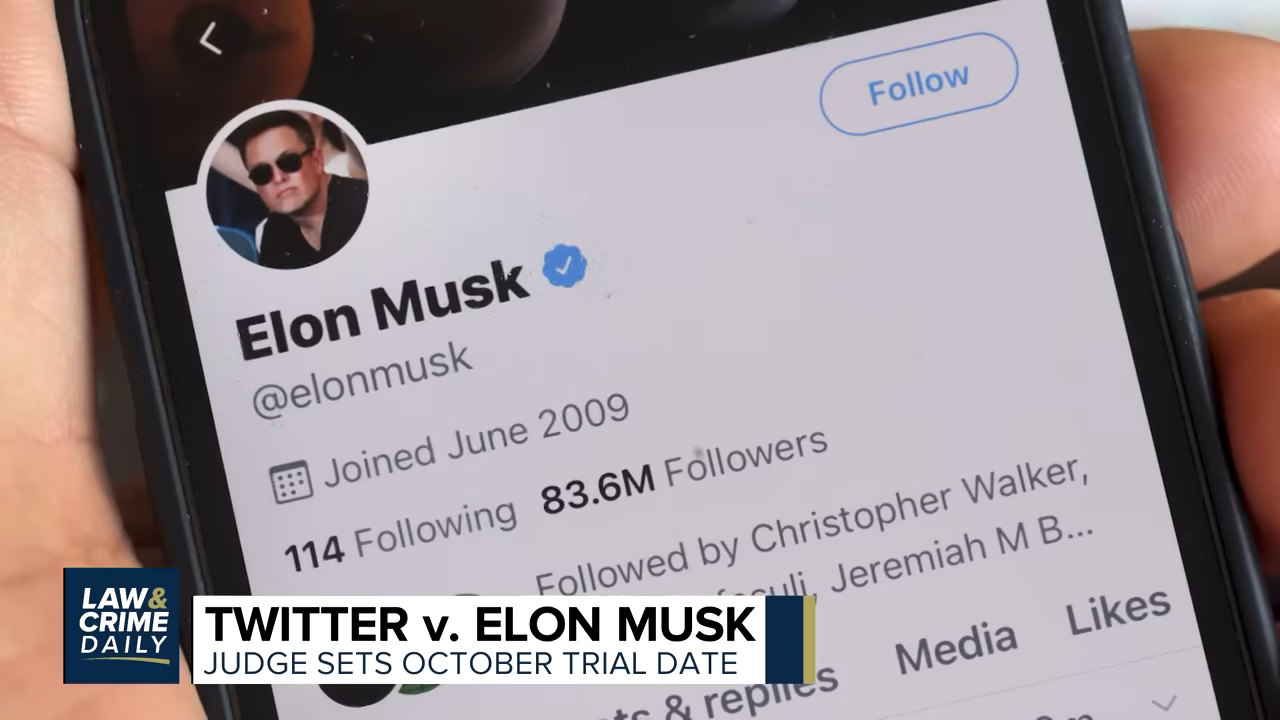 Follow
Elon Musk
@elonmusk
Joined June 2009
114 Following 83.6M Followers
Followed by Christopher Walker,
Jeremiah M B...
& replies Media Likes
LAW&
CRIME
DAILY
TWITTER v. ELON MUSK
JUDGE SETS OCTOBER TRIAL DATE